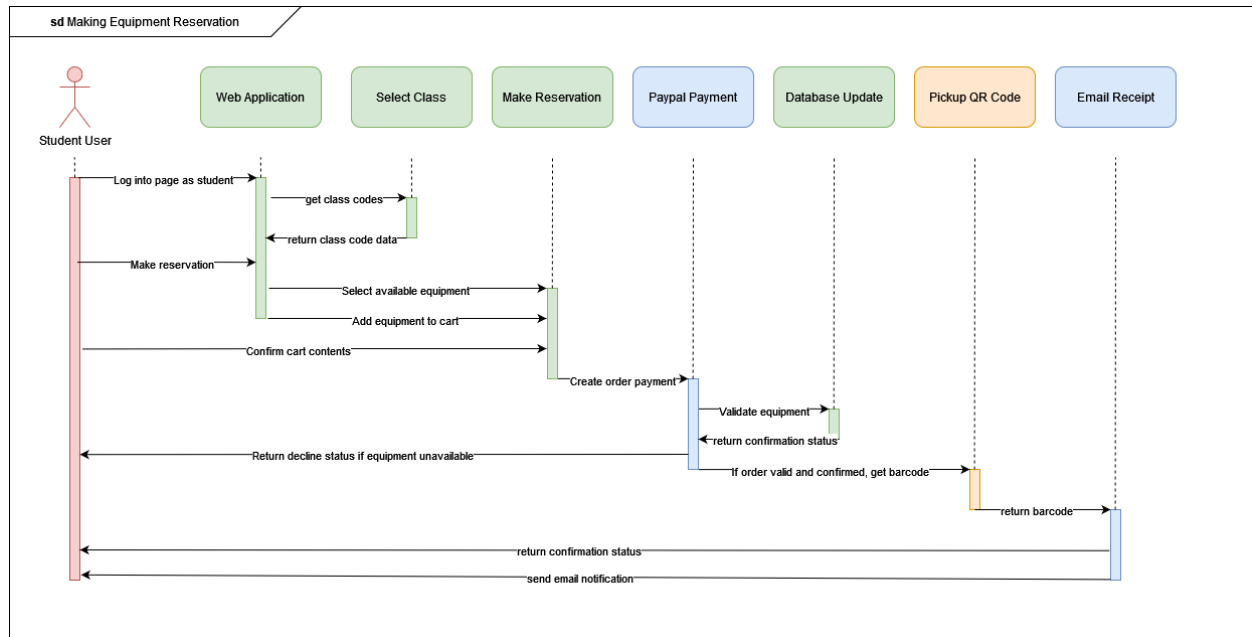 sd Making Equipment Reservation
Web Application
Select Class
Make Reservation
Paypal Payment
Database Update
Pickup QR Code
Email Receipt
Student User
Log into page as student
get class codes
return class code data
Make reservation
Select available equipment
Add equipment to cart
Confirm cart contents
Create order payment
Validate equipment
return confirmation status
Return decline status if equipment unavailable
If order valid and confirmed, get barcode
return barcode
return confirmation status
send email notification